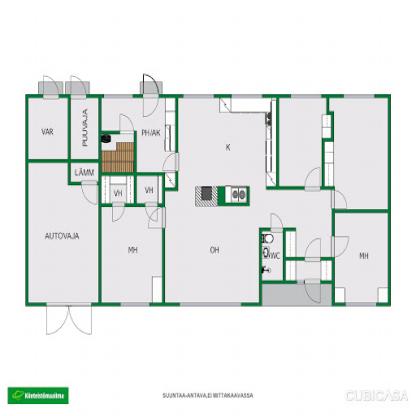 VAR
PUUVAJA
PH/AK
K
LÄMM
VH
VH
AUTOVAJA
MH
OH
WC
MH
Kiinteistömaailma
SUUNTAA-ANTAVA, EI MITTAKAAVASSA
CUBICASA